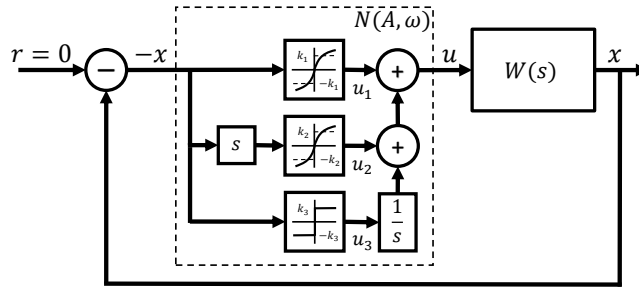 N(A, ω)
r = 0
−
−x
k₁
−k₁
u₁
+
u
W(s)
x
s
k₂
−k₂
u₂
+
k₃
−k₃
u₃
1
s